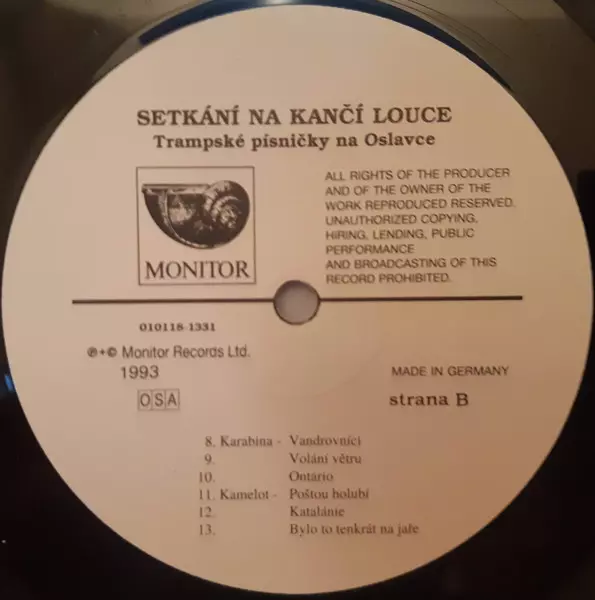 SETKÁNÍ NA KANČÍ LOUCE
Trampské písničky na Oslavce
MONITOR
ALL RIGHTS OF THE PRODUCER
AND OF THE OWNER OF THE
WORK REPRODUCED RESERVED.
UNAUTHORIZED COPYING,
HIRING, LENDING, PUBLIC
PERFORMANCE
AND BROADCASTING OF THIS
RECORD PROHIBITED.
010118-1331
℗+© Monitor Records Ltd.
1993
OSA
MADE IN GERMANY
strana B
8. Karabina - Vandrovníci
9. Volání větru
10. Ontario
11. Kamelot - Poštou holubí
12. Katalánie
13. Bylo to tenkrát na jaře